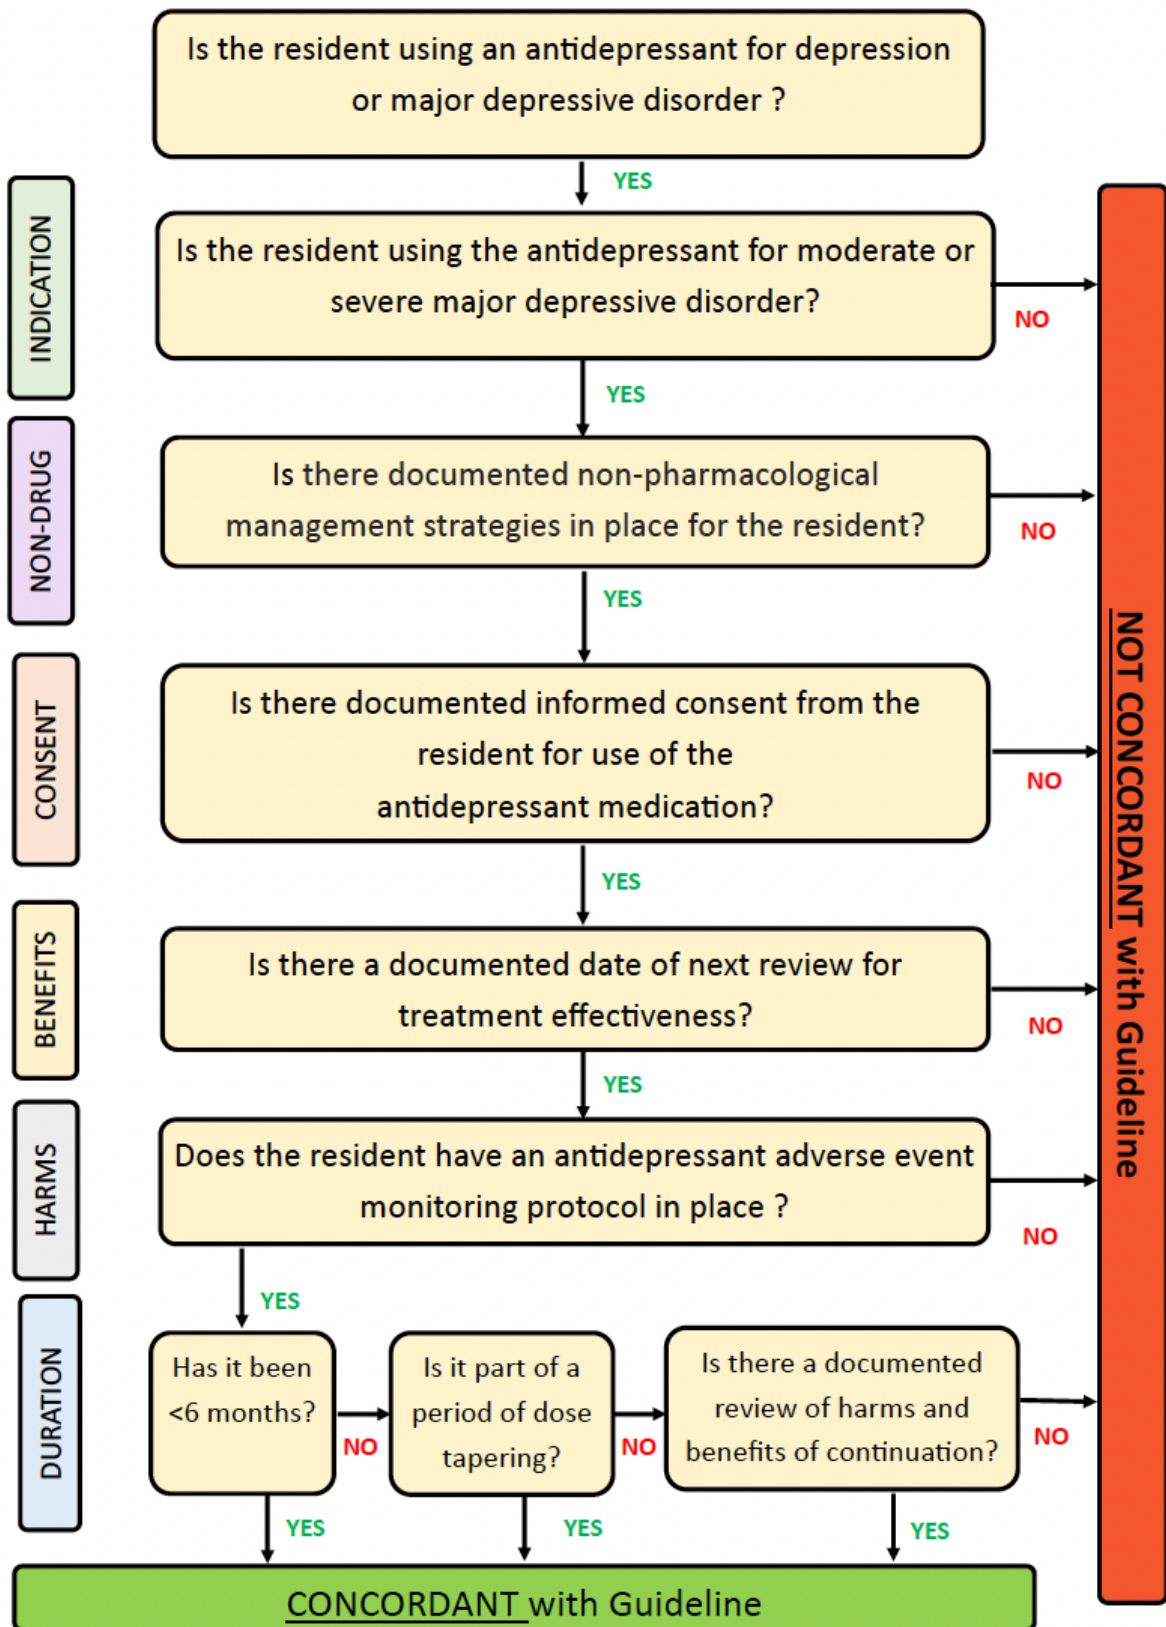 Is the resident using an antidepressant for depression
or major depressive disorder ?
YES
INDICATION
Is the resident using the antidepressant for moderate or
severe major depressive disorder?
NO
YES
NON-DRUG
Is there documented non-pharmacological
management strategies in place for the resident?
NO
YES
CONSENT
Is there documented informed consent from the
resident for use of the
antidepressant medication?
NO
YES
BENEFITS
Is there a documented date of next review for
treatment effectiveness?
NO
YES
HARMS
Does the resident have an antidepressant adverse event
monitoring protocol in place ?
NO
YES
DURATION
Has it been
<6 months?
NO
YES
Is it part of a
period of dose
tapering?
NO
YES
Is there a documented
review of harms and
benefits of continuation?
NO
YES
NOT CONCORDANT with Guideline
CONCORDANT with Guideline